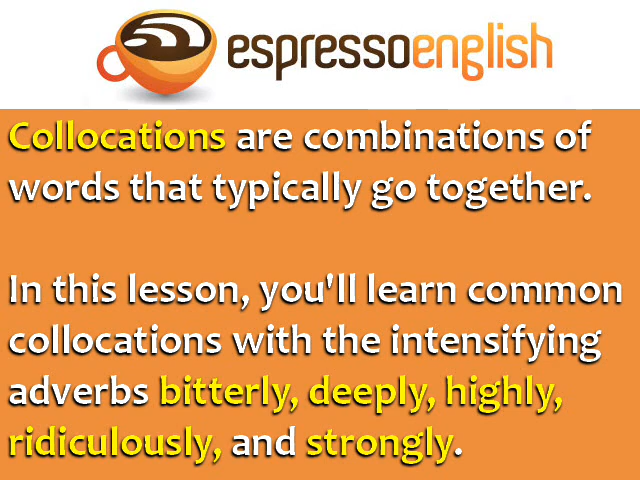 espressoenglish
Collocations are combinations of
words that typically go together.
In this lesson, you'll learn common
collocations with the intensifying
adverbs bitterly, deeply, highly,
ridiculously, and strongly.